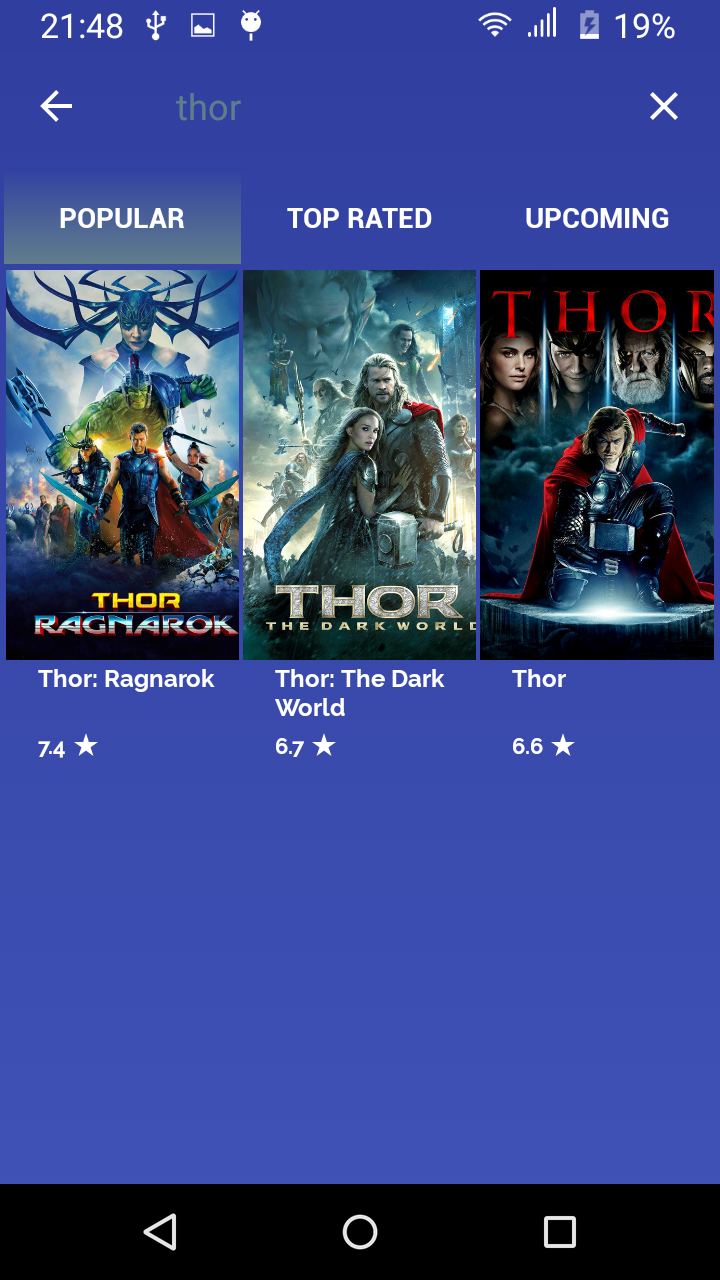 21:48 19%
thor
POPULAR TOP RATED UPCOMING
THOR
RAGNAROK
THOR
THE DARK WORLD
THOR
Thor: Ragnarok
Thor: The Dark
World
Thor
7.4 ★
6.7 ★
6.6 ★